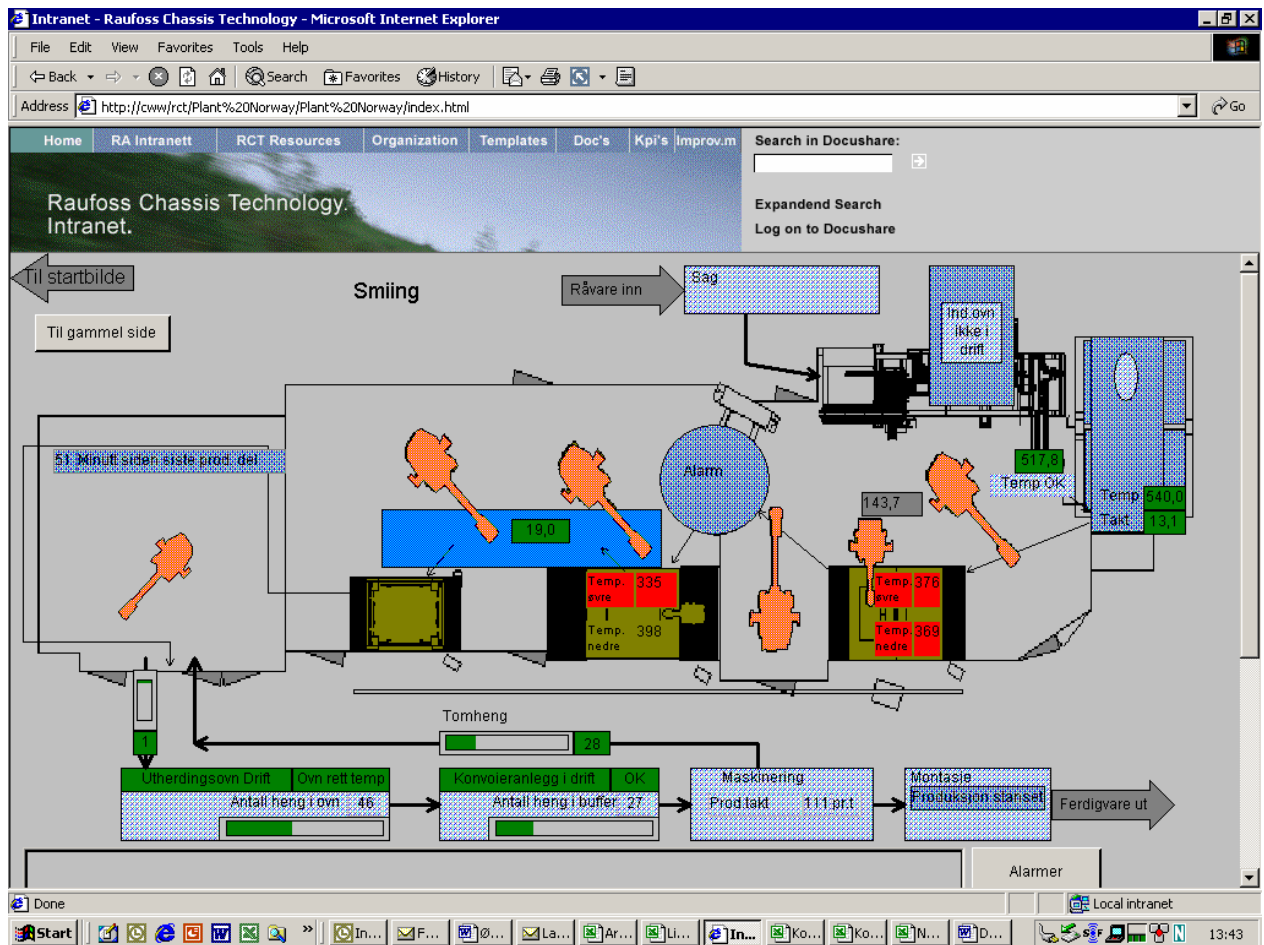 Intranet - Raufoss Chassis Technology - Microsoft Internet Explorer
File Edit View Favorites Tools Help
Back Search Favorites History
Address http://cww/rct/Plant%20Norway/Plant%20Norway/index.html Go
Home RA Intranett RCT Resources Organization Templates Doc's Kpi's Improv.m
Search in Docushare:
Raufoss Chassis Technology.
Intranet.
Expandend Search
Log on to Docushare
Til startbilde
Smiing
Råvare inn
Sag
Til gammel side
Ind.ovn
ikke i
drift
51 Minutt siden siste prod. del
Alarm
517,8
Temp OK
Temp 540,0
Takt 13,1
143,7
19,0
Temp. øvre 335
Temp. nedre 398
Temp. øvre 376
Temp. nedre 369
Tomheng
28
1
Utherdingsovn Drift Ovn rett temp
Antall heng i ovn 46
Konvoieranlegg i drift OK
Antall heng i buffer 27
Maskinering
Prod.takt 111 pr.t
Montasje
Produksjon stanset
Ferdigvare ut
Alarmer
Done Local intranet
Start In... F... Ø... La... Ar... Li... In... Ko... Ko... N... D... 13:43